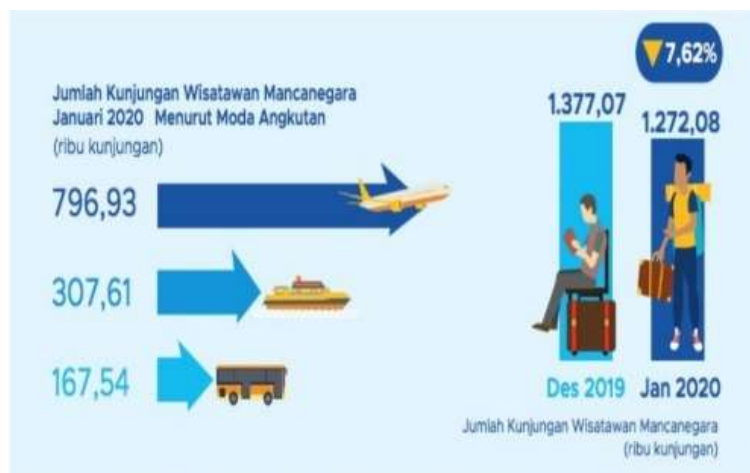 Jumlah Kunjungan Wisatawan Mancanegara
Januari 2020 Menurut Moda Angkutan
(ribu kunjungan)
796,93
307,61
167,54
7,62%
1.377,07
1.272,08
Des 2019
Jan 2020
Jumlah Kunjungan Wisatawan Mancanegara
(ribu kunjungan)